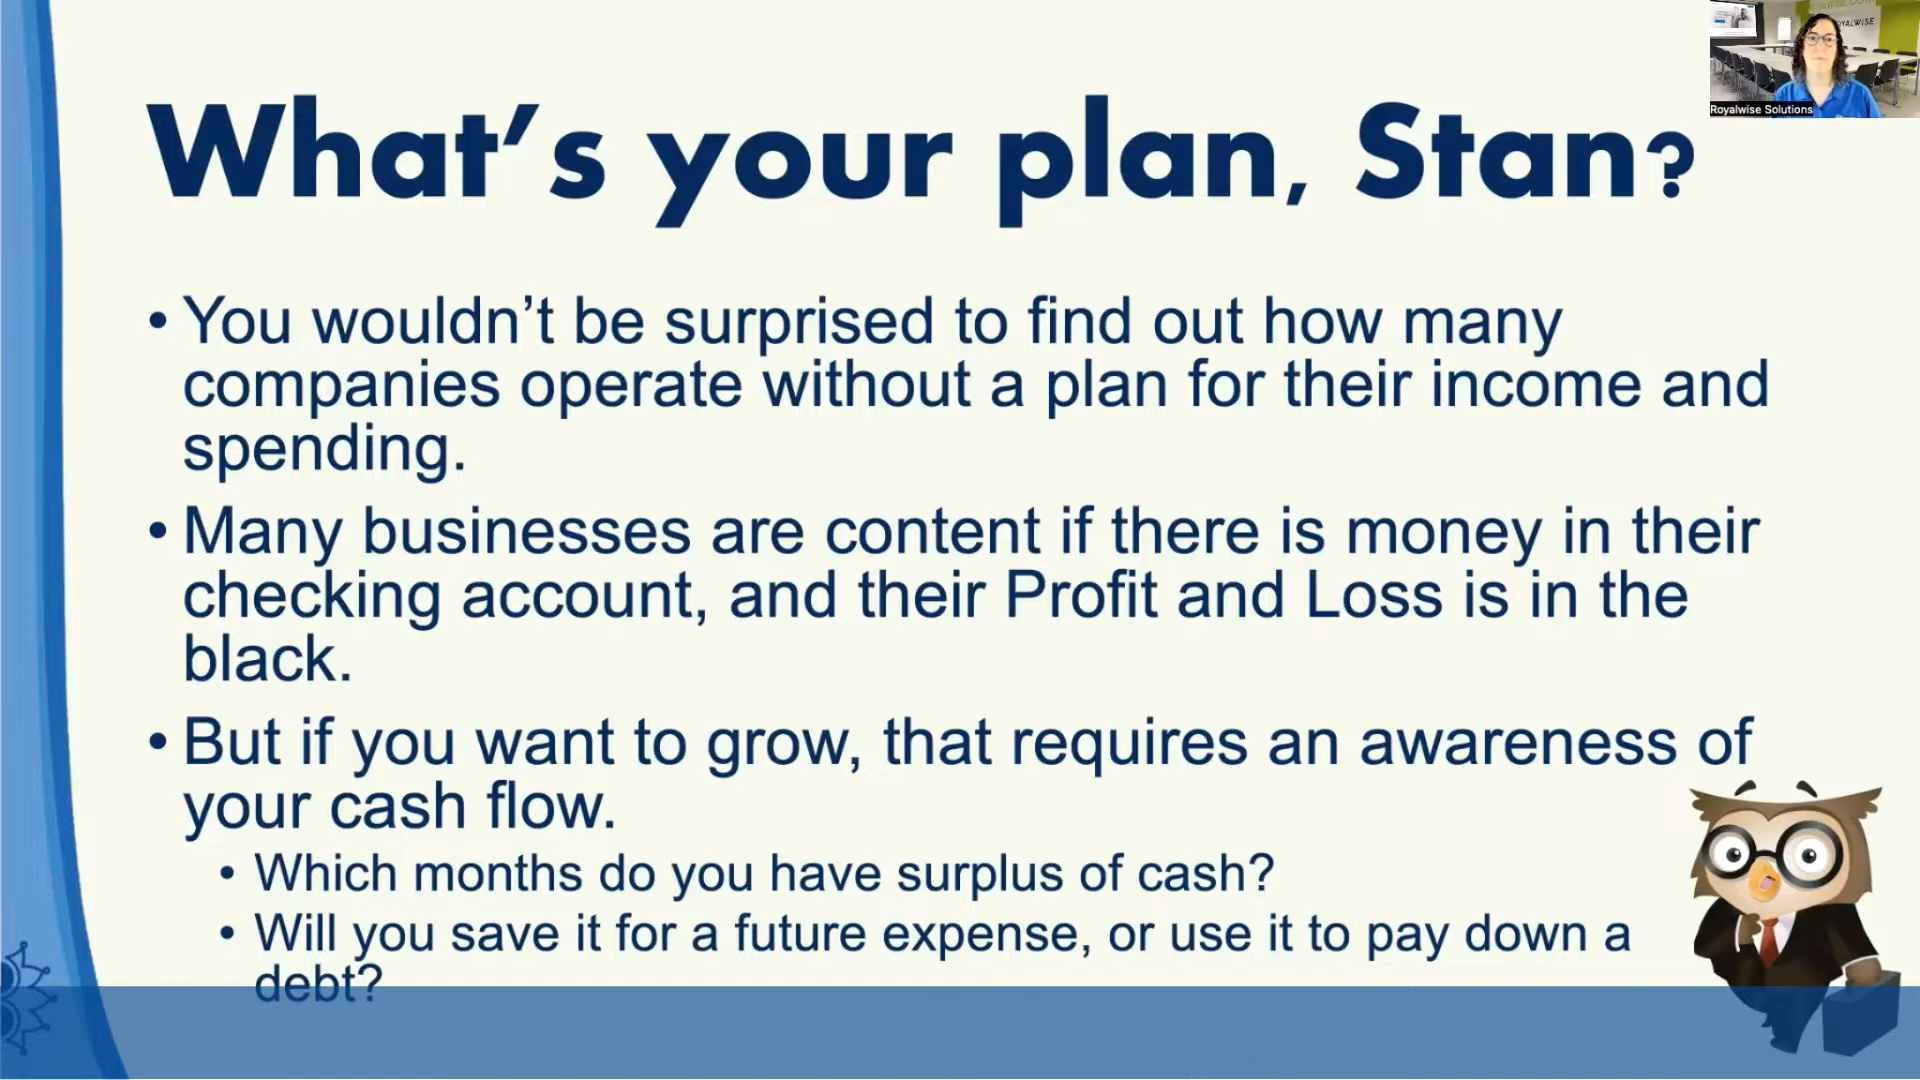 What's your plan, Stan?
• You wouldn't be surprised to find out how many
companies operate without a plan for their income and
spending.
• Many businesses are content if there is money in their
checking account, and their Profit and Loss is in the
black.
• But if you want to grow, that requires an awareness of
your cash flow.
• Which months do you have surplus of cash?
• Will you save it for a future expense, or use it to pay down a
debt?
Royalwise Solutions